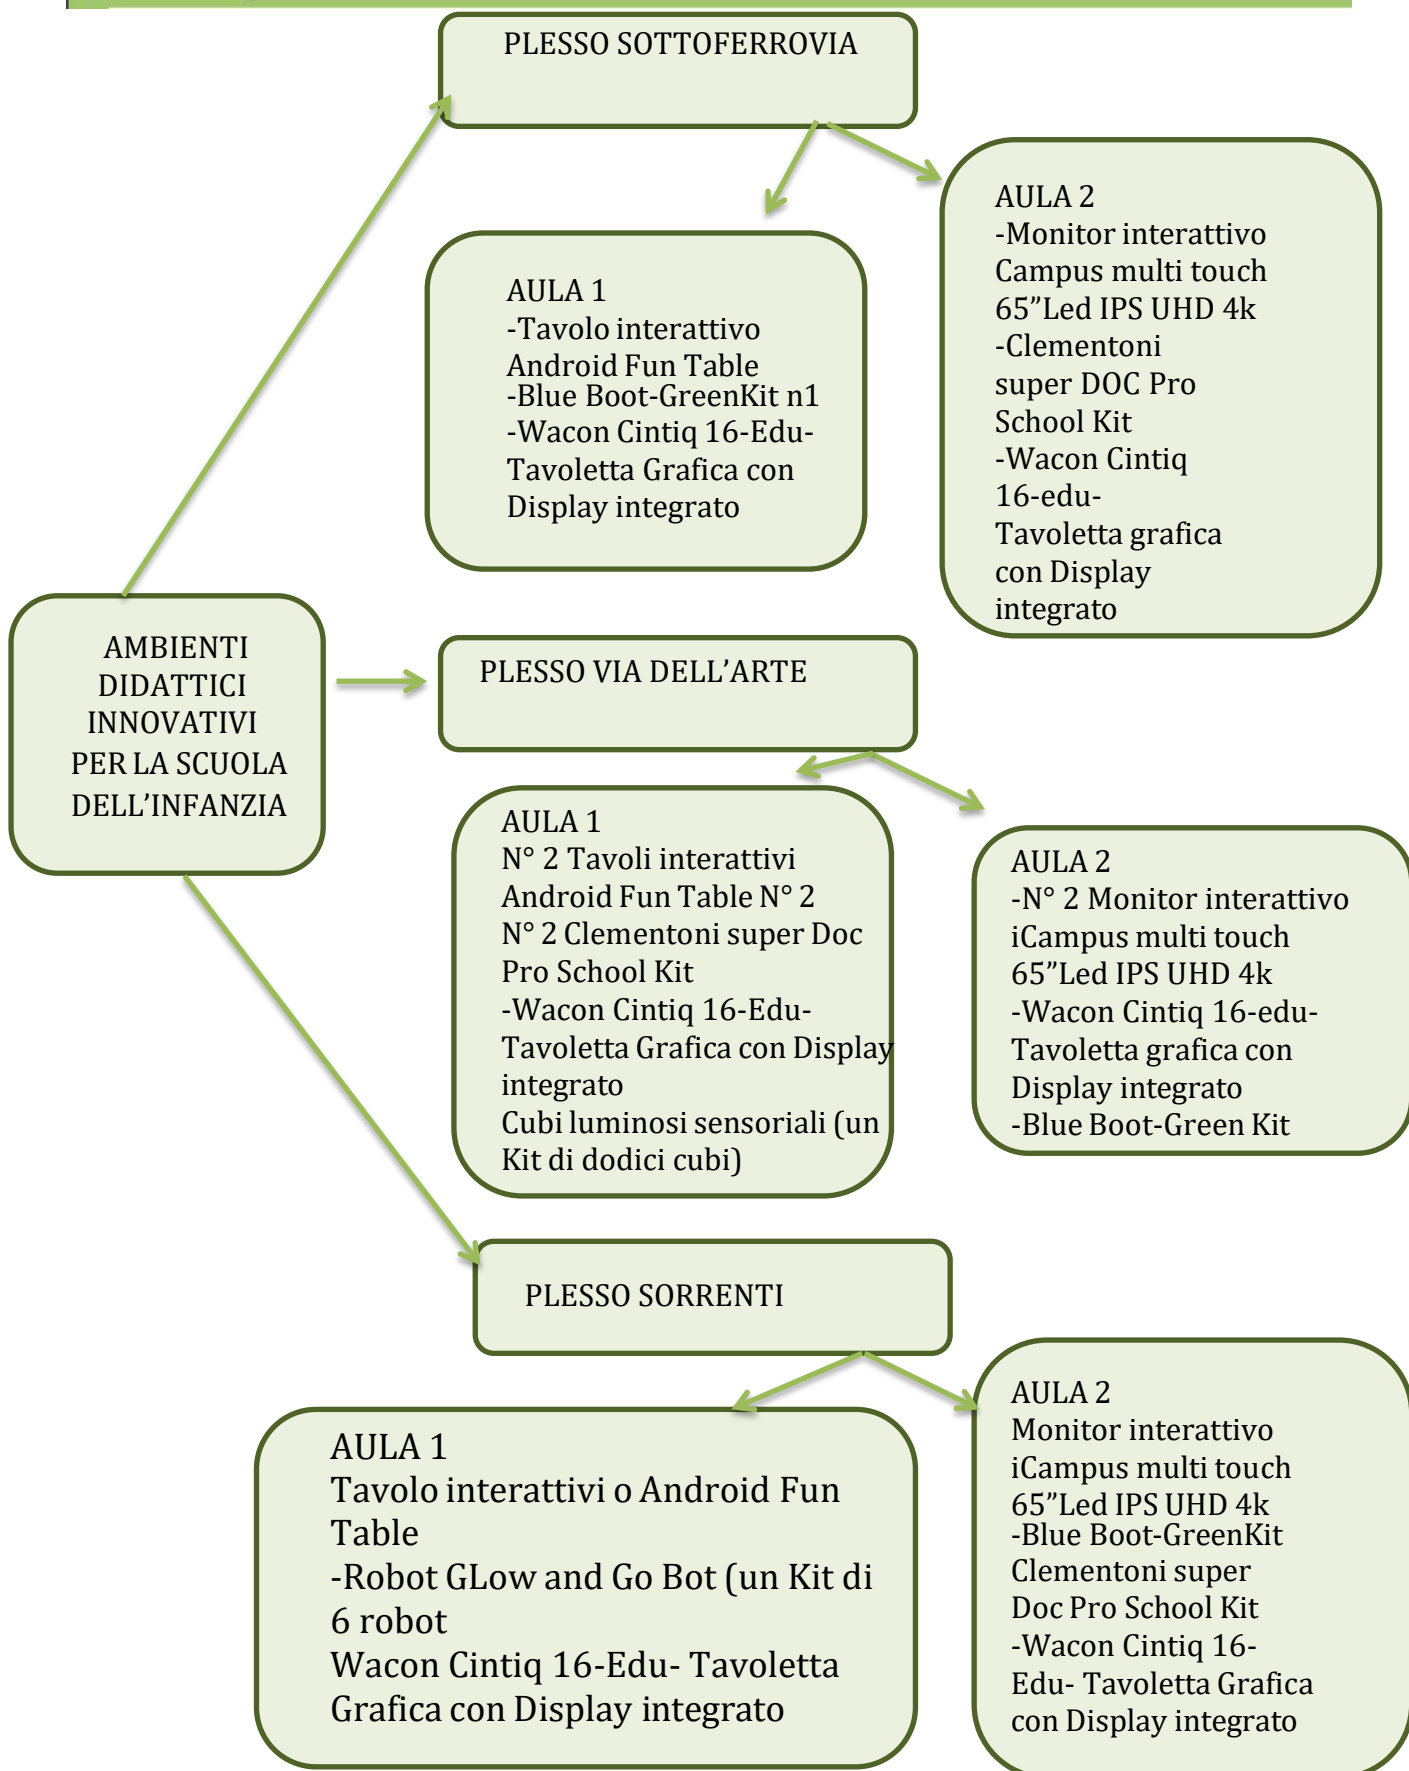 PLESSO SOTTOFERROVIA
AULA 1
-Tavolo interattivo
Android Fun Table
-Blue Boot-GreenKit n1
-Wacon Cintiq 16-Edu-
Tavoletta Grafica con
Display integrato
AULA 2
-Monitor interattivo
Campus multi touch
65”Led IPS UHD 4k
-Clementoni
super DOC Pro
School Kit
-Wacon Cintiq
16-edu-
Tavoletta grafica
con Display
integrato
AMBIENTI
DIDATTICI
INNOVATIVI
PER LA SCUOLA
DELL’INFANZIA
PLESSO VIA DELL’ARTE
AULA 1
N° 2 Tavoli interattivi
Android Fun Table N° 2
N° 2 Clementoni super Doc
Pro School Kit
-Wacon Cintiq 16-Edu-
Tavoletta Grafica con Display
integrato
Cubi luminosi sensoriali (un
Kit di dodici cubi)
AULA 2
-N° 2 Monitor interattivo
iCampus multi touch
65”Led IPS UHD 4k
-Wacon Cintiq 16-edu-
Tavoletta grafica con
Display integrato
-Blue Boot-Green Kit
PLESSO SORRENTI
AULA 1
Tavolo interattivi o Android Fun
Table
-Robot GLow and Go Bot (un Kit di
6 robot
Wacon Cintiq 16-Edu- Tavoletta
Grafica con Display integrato
AULA 2
Monitor interattivo
iCampus multi touch
65”Led IPS UHD 4k
-Blue Boot-GreenKit
Clementoni super
Doc Pro School Kit
-Wacon Cintiq 16-
Edu- Tavoletta Grafica
con Display integrato